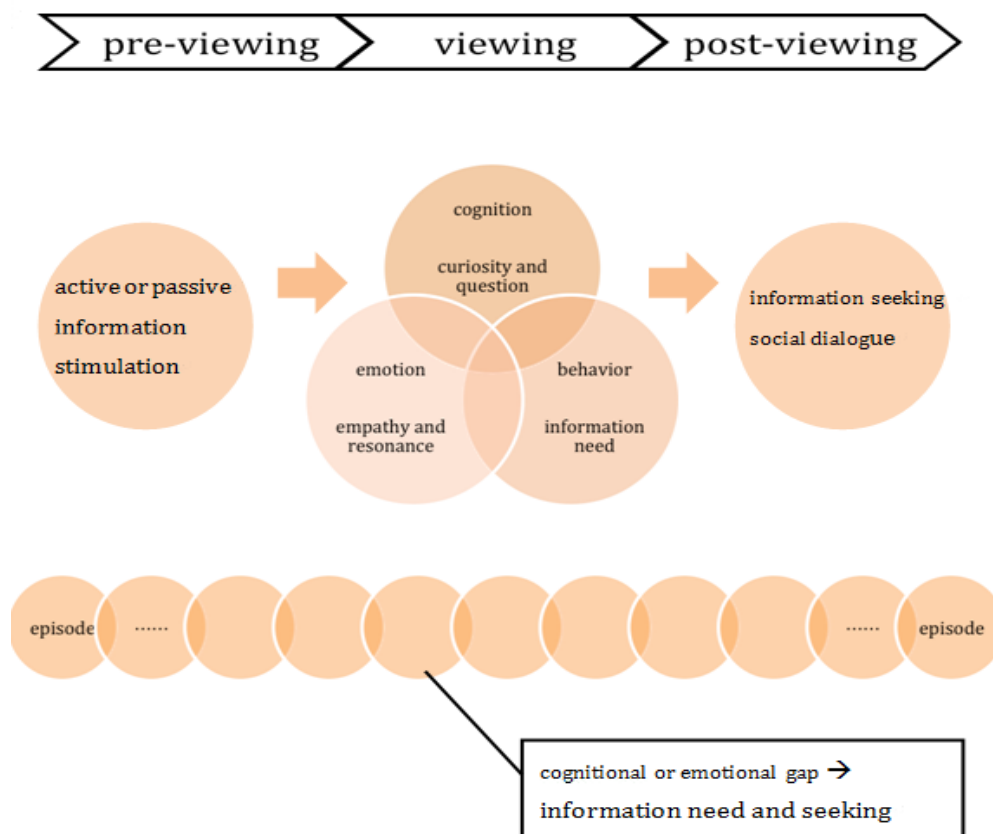 pre-viewing
viewing
post-viewing
active or passive
information
stimulation
cognition
curiosity and
question
emotion
empathy and
resonance
behavior
information
need
information seeking
social dialogue
episode
......
......
episode
cognitional or emotional gap →
information need and seeking